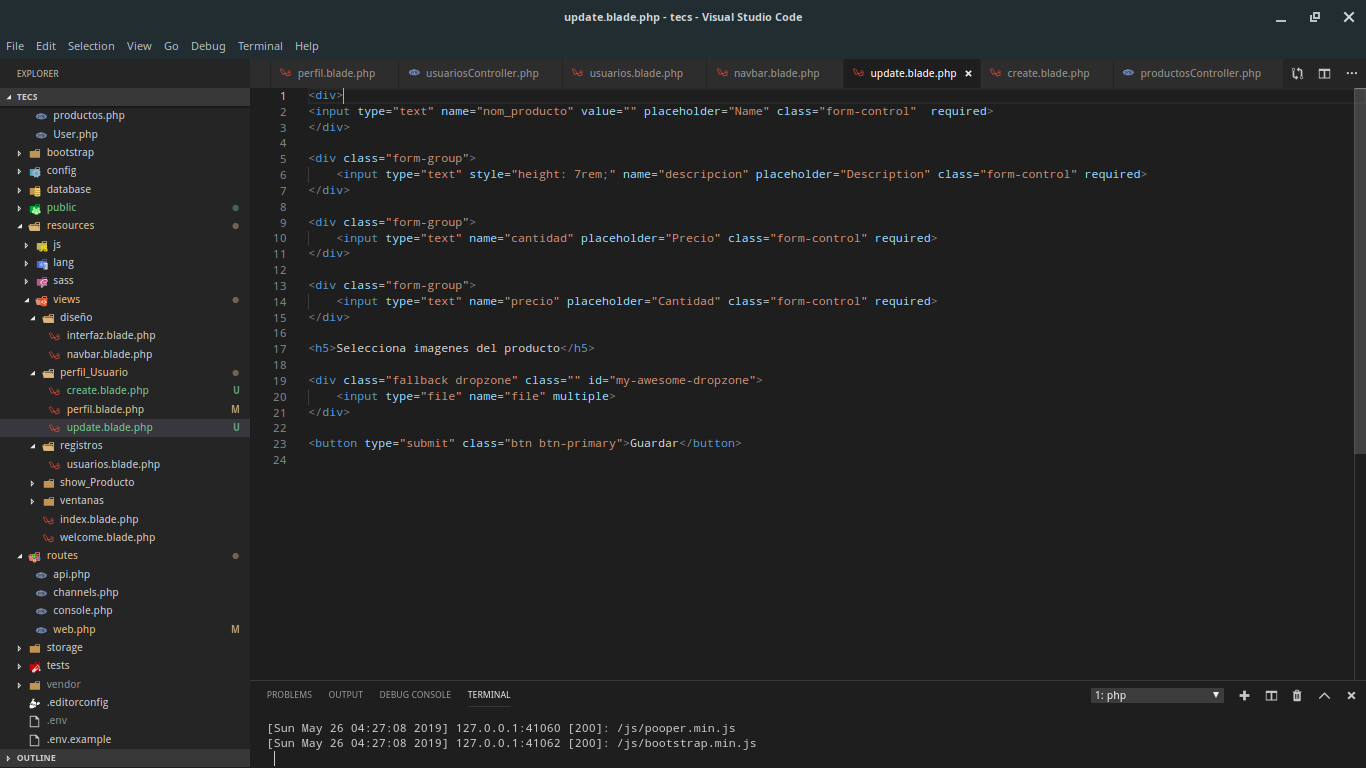 update.blade.php - tecs - Visual Studio Code
File Edit Selection View Go Debug Terminal Help
EXPLORER
perfil.blade.php usuariosController.php usuarios.blade.php navbar.blade.php update.blade.php × create.blade.php productosController.php
TECS
productos.php
User.php
bootstrap
config
database
public
resources
js
lang
sass
views
diseño
interfaz.blade.php
navbar.blade.php
perfil_Usuario
create.blade.php U
perfil.blade.php M
update.blade.php U
registros
usuarios.blade.php
show_Producto
ventanas
index.blade.php
welcome.blade.php
routes
api.php
channels.php
console.php
web.php M
storage
tests
vendor
.editorconfig
.env
.env.example
OUTLINE
1 <div>
2 <input type="text" name="nom_producto" value="" placeholder="Name" class="form-control"  required>
3 </div>
4
5 <div class="form-group">
6     <input type="text" style="height: 7rem;" name="descripcion" placeholder="Description" class="form-control" required>
7 </div>
8
9 <div class="form-group">
10     <input type="text" name="cantidad" placeholder="Precio" class="form-control" required>
11 </div>
12
13 <div class="form-group">
14     <input type="text" name="precio" placeholder="Cantidad" class="form-control" required>
15 </div>
16
17 <h5>Selecciona imagenes del producto</h5>
18
19 <div class="fallback dropzone" class="" id="my-awesome-dropzone">
20     <input type="file" name="file" multiple>
21 </div>
22
23 <button type="submit" class="btn btn-primary">Guardar</button>
24
PROBLEMS OUTPUT DEBUG CONSOLE TERMINAL 1: php
[Sun May 26 04:27:08 2019] 127.0.0.1:41060 [200]: /js/pooper.min.js
[Sun May 26 04:27:08 2019] 127.0.0.1:41062 [200]: /js/bootstrap.min.js